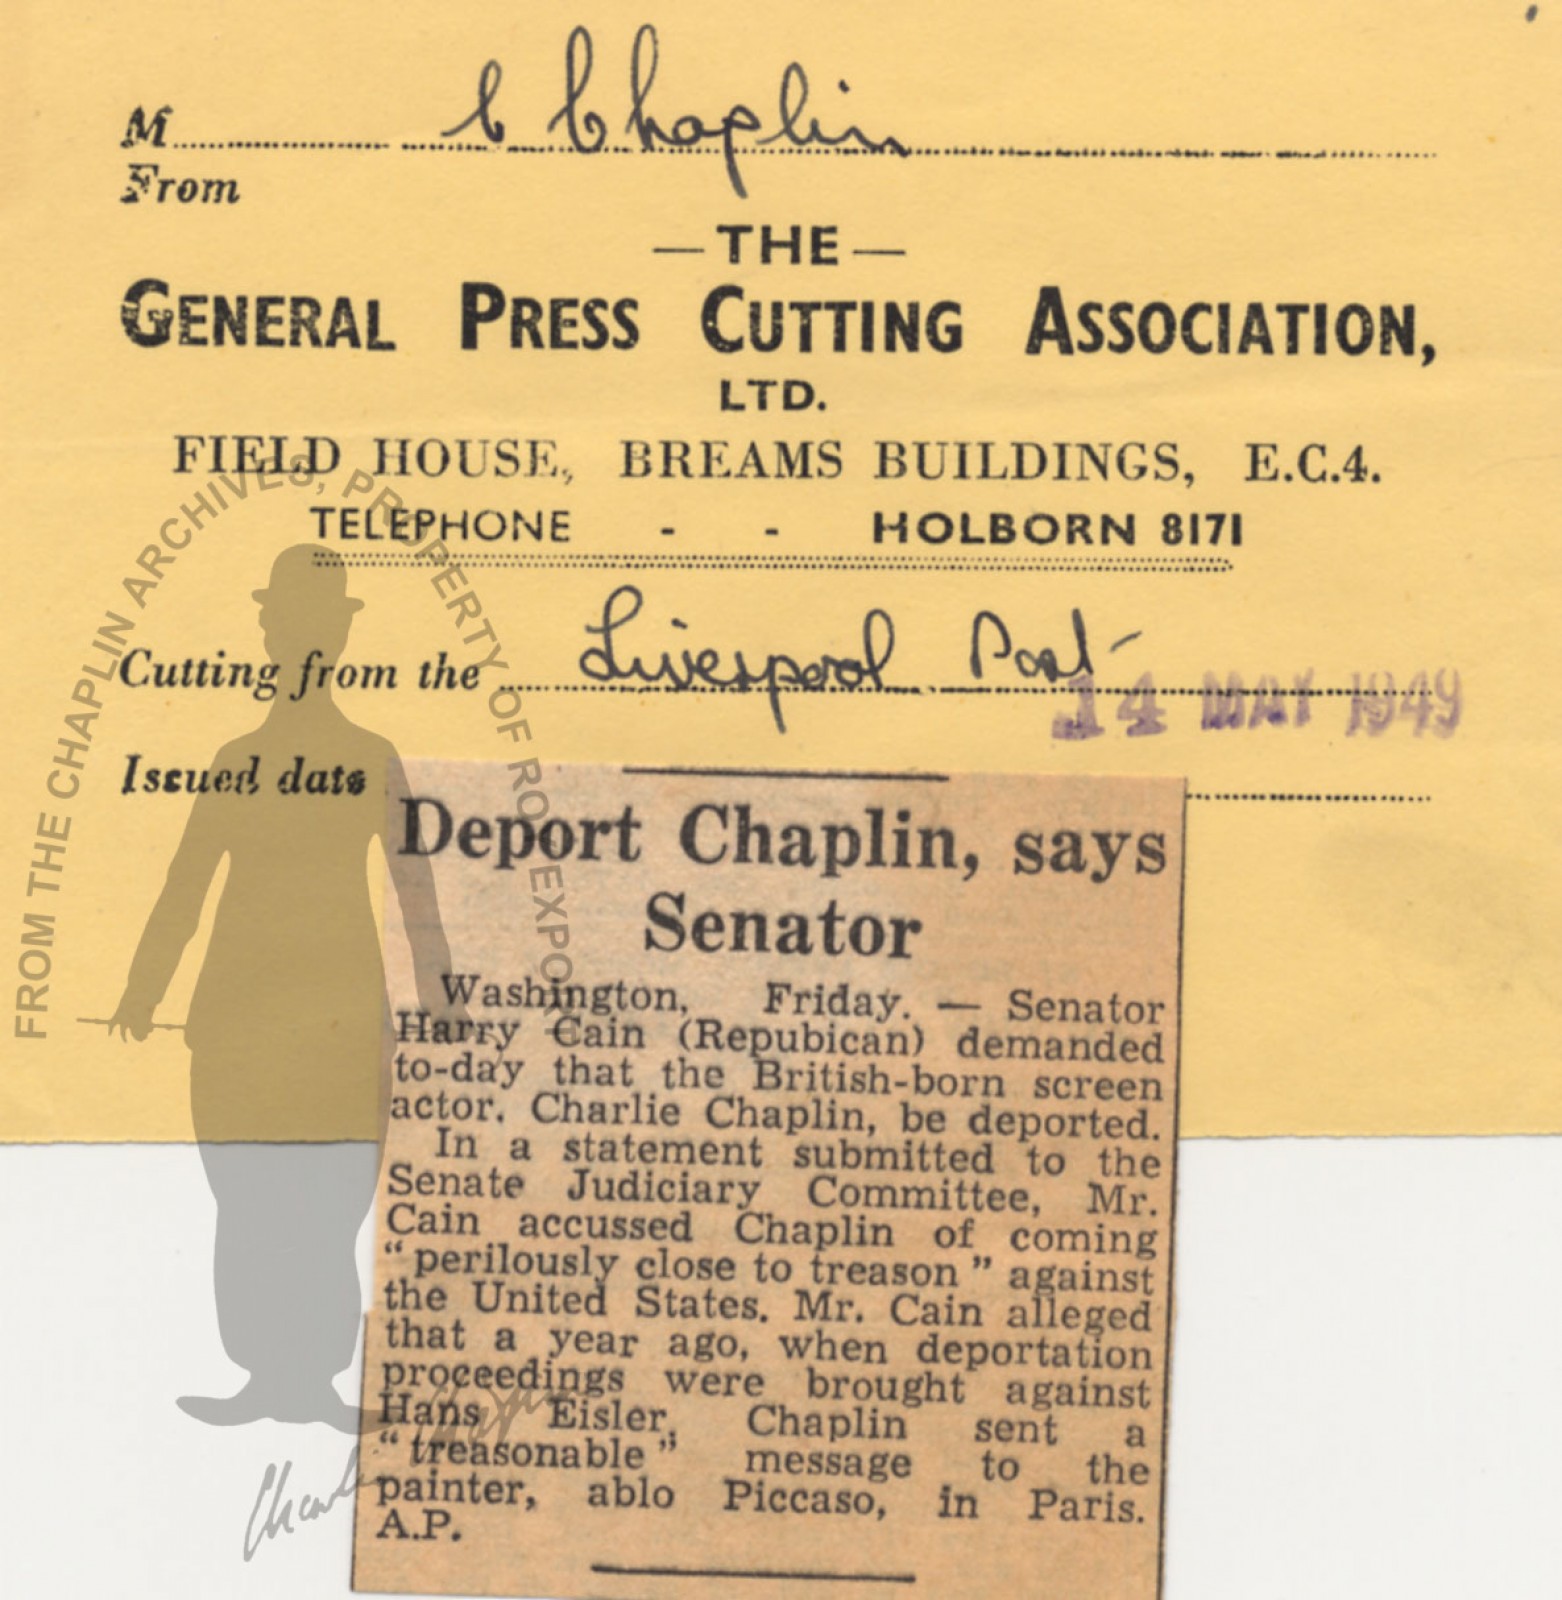 M C Chaplin
From
— THE —
GENERAL PRESS CUTTING ASSOCIATION,
LTD.
FIELD HOUSE, BREAMS BUILDINGS, E.C.4.
TELEPHONE - - HOLBORN 8171
Cutting from the Liverpool Post
14 MAY 1949
Issued date
Deport Chaplin, says
Senator
Washington, Friday. — Senator
Harry Cain (Repubican) demanded
to-day that the British-born screen
actor. Charlie Chaplin, be deported.
In a statement submitted to the
Senate Judiciary Committee, Mr.
Cain accussed Chaplin of coming
“perilously close to treason” against
the United States. Mr. Cain alleged
that a year ago, when deportation
proceedings were brought against
Hans Eisler, Chaplin sent a
“treasonable” message to the
painter, ablo Piccaso, in Paris.
A.P.
FROM THE CHAPLIN ARCHIVES, PROPERTY OF ROY EXPORT
Charlie Chaplin